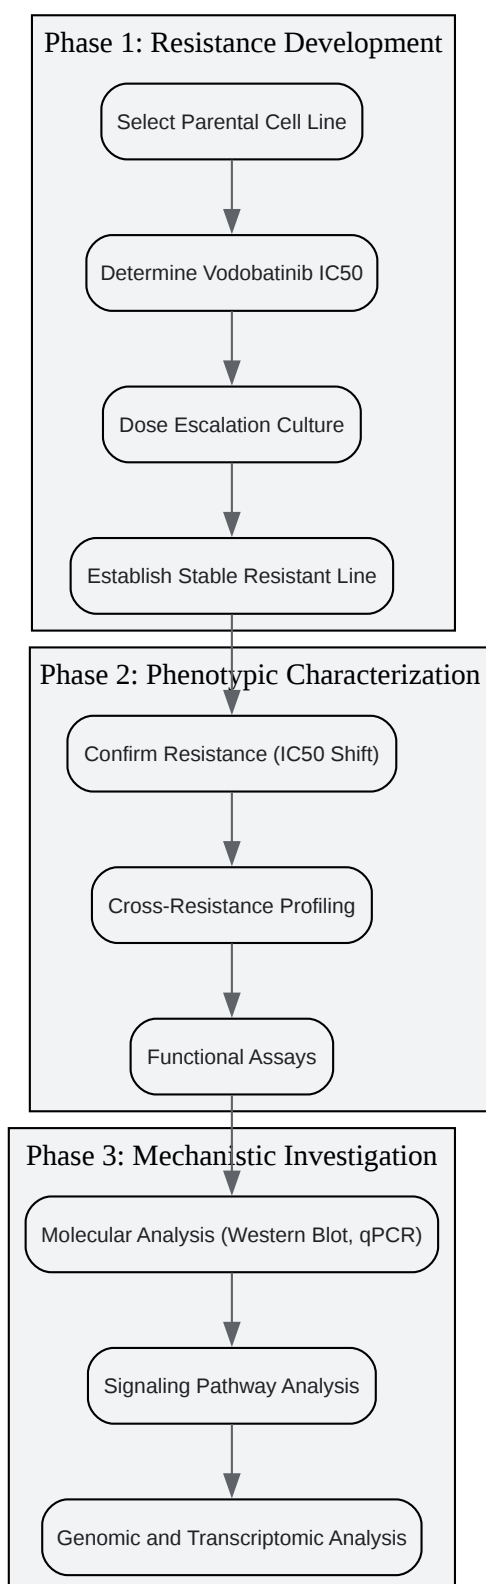 Phase 1: Resistance Development
Select Parental Cell Line
Determine Vodobatinib IC50
Dose Escalation Culture
Establish Stable Resistant Line
Phase 2: Phenotypic Characterization
Confirm Resistance (IC50 Shift)
Cross-Resistance Profiling
Functional Assays
Phase 3: Mechanistic Investigation
Molecular Analysis (Western Blot, qPCR)
Signaling Pathway Analysis
Genomic and Transcriptomic Analysis